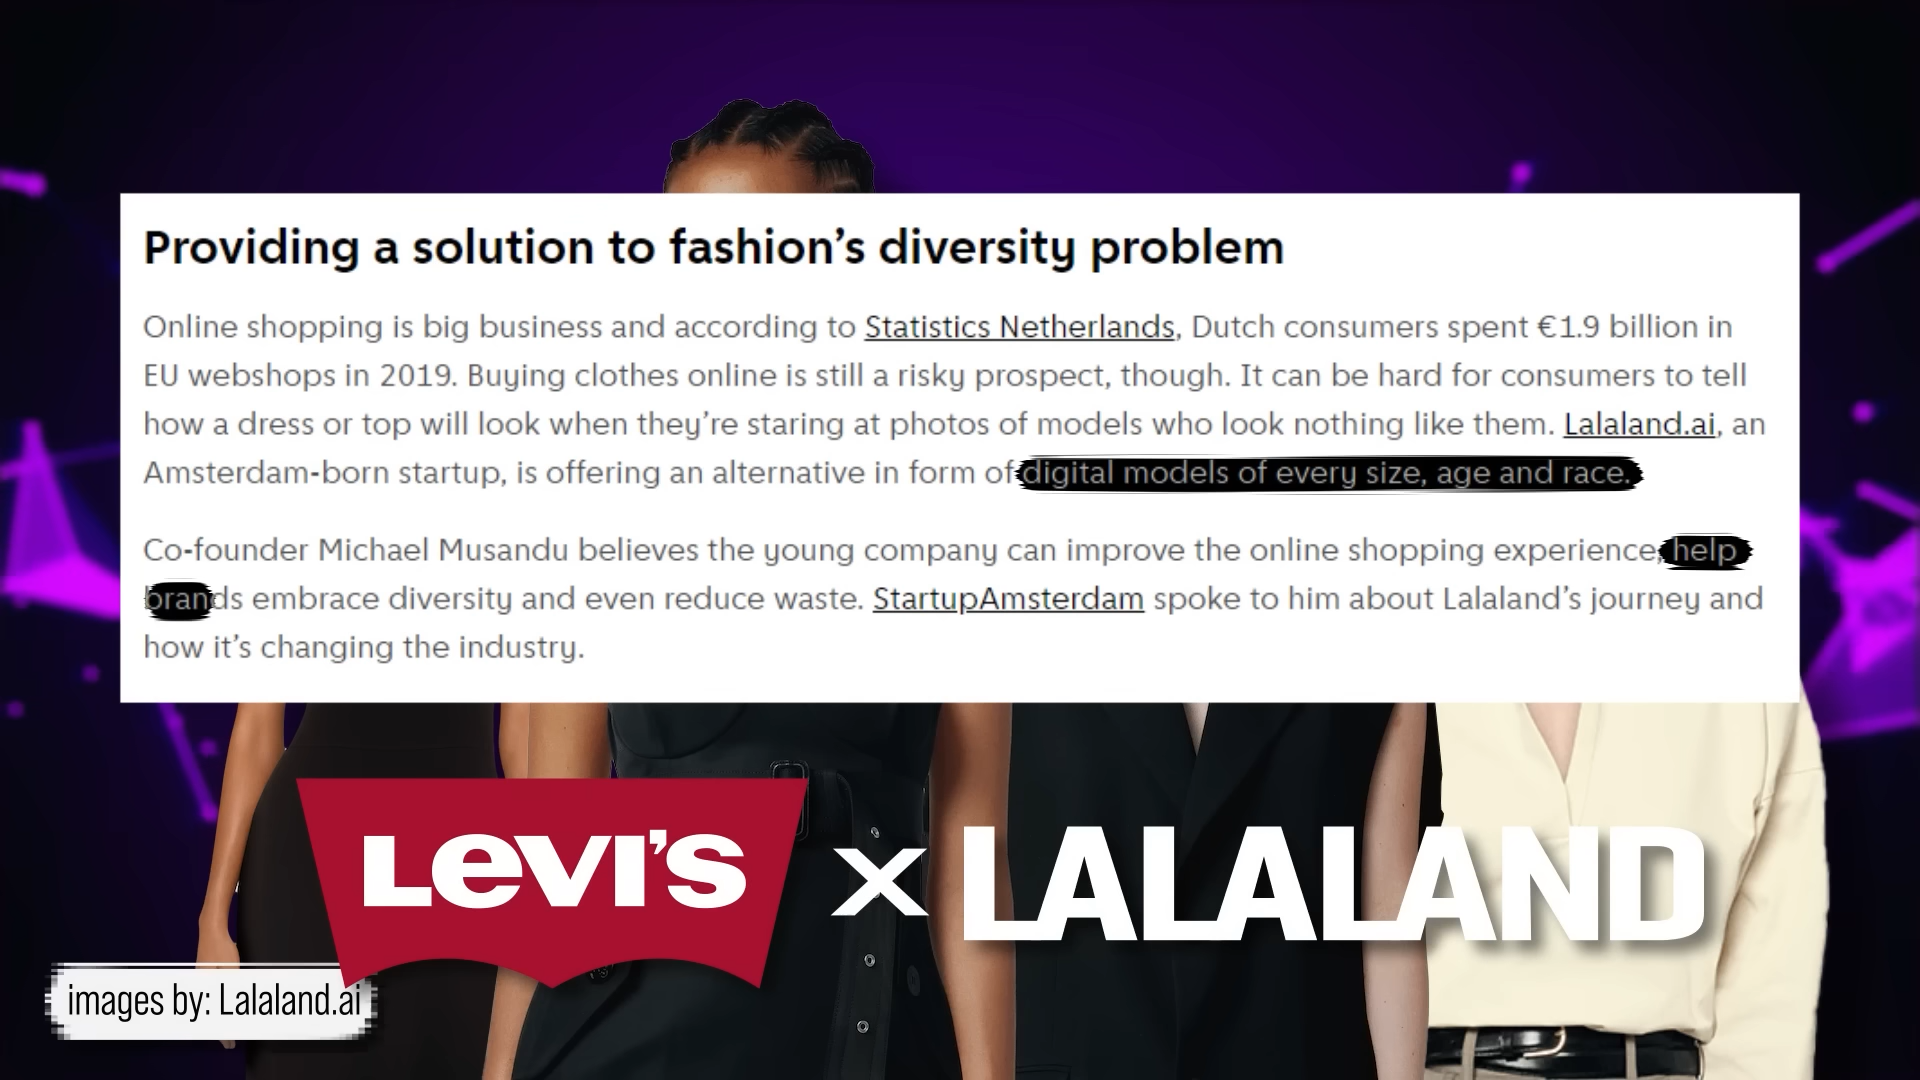 Providing a solution to fashion’s diversity problem
Online shopping is big business and according to Statistics Netherlands, Dutch consumers spent €1.9 billion in
EU webshops in 2019. Buying clothes online is still a risky prospect, though. It can be hard for consumers to tell
how a dress or top will look when they’re staring at photos of models who look nothing like them. Lalaland.ai, an
Amsterdam-born startup, is offering an alternative in form of digital models of every size, age and race.
Co-founder Michael Musandu believes the young company can improve the online shopping experience, help
brands embrace diversity and even reduce waste. StartupAmsterdam spoke to him about Lalaland’s journey and
how it’s changing the industry.
LEVI’S x LALALAND
images by: Lalaland.ai